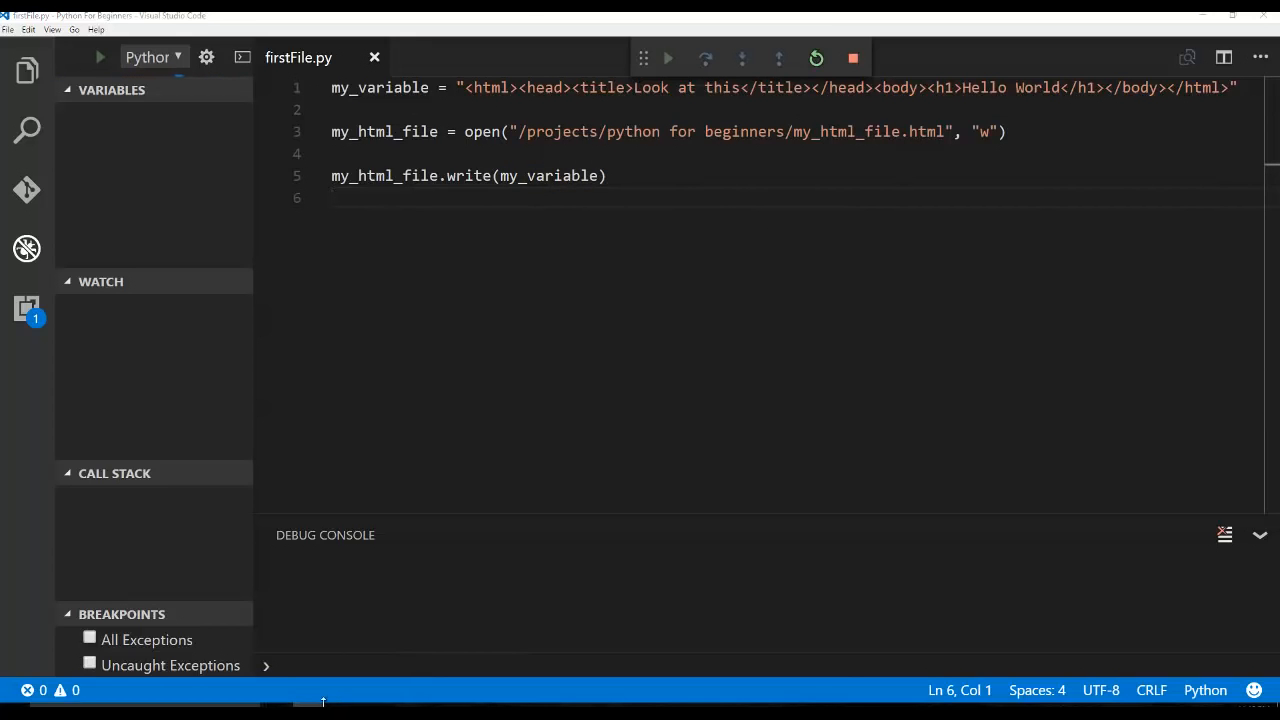 firstFile.py - Python For Beginners - Visual Studio Code
File Edit View Go Help
Python
firstFile.py
VARIABLES
1 my_variable = "<html><head><title>Look at this</title></head><body><h1>Hello World</h1></body></html>"
2
3 my_html_file = open("/projects/python for beginners/my_html_file.html", "w")
4
5 my_html_file.write(my_variable)
6
WATCH
1
CALL STACK
DEBUG CONSOLE
BREAKPOINTS
All Exceptions
Uncaught Exceptions
0 0 Ln 6, Col 1 Spaces: 4 UTF-8 CRLF Python